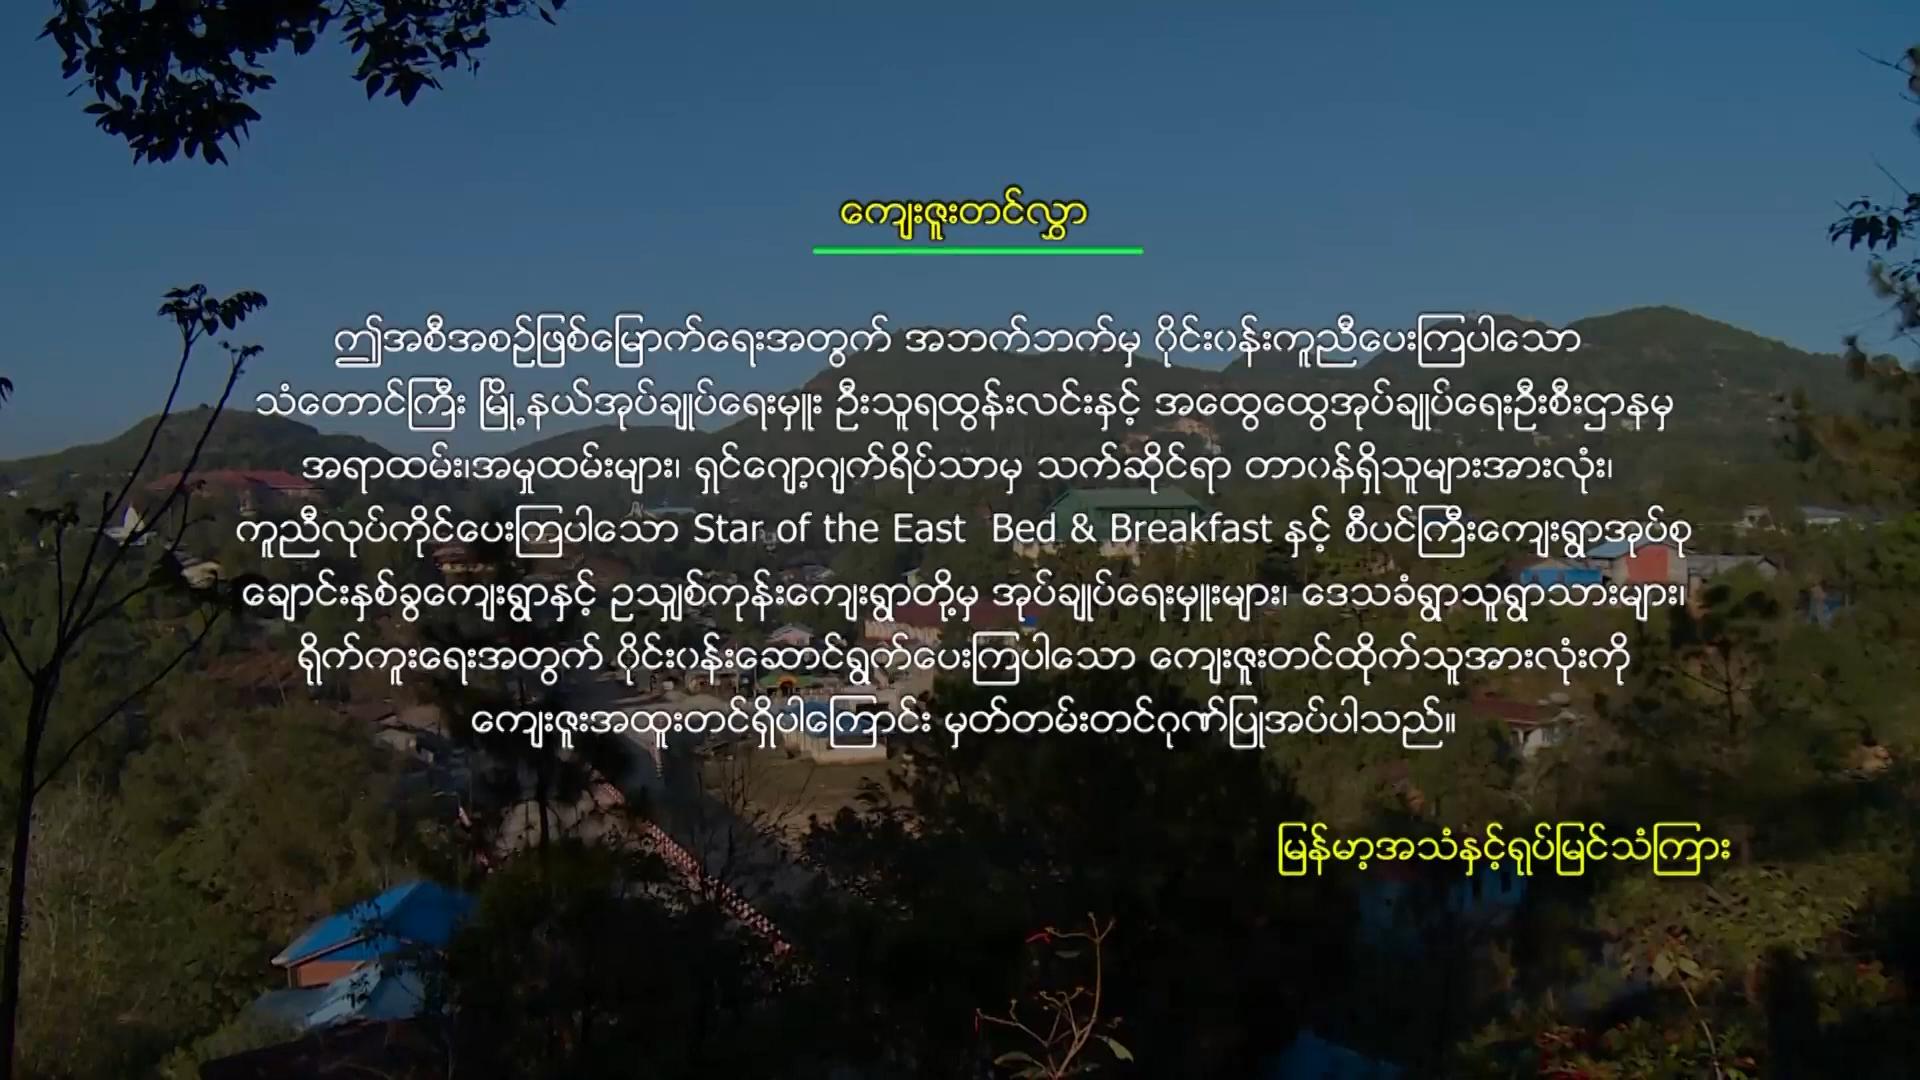 ကျေးဇူးတင်လွှာ
ဤအစီအစဉ်ဖြစ်မြောက်ရေးအတွက် အဘက်ဘက်မှ ပိုင်းဝန်းကူညီပေးကြပါသော
သံတောင်ကြီး မြို့နယ်အုပ်ချုပ်ရေးမှူး ဦးသူရထွန်းလင်းနှင့် အထွေထွေအုပ်ချုပ်ရေးဦးစီးဌာနမှ
အရာထမ်း၊အမှုထမ်းများ၊ ရှင်ဂျော့ဂျက်ရိပ်သာမှ သက်ဆိုင်ရာ တာဝန်ရှိသူများအားလုံး၊
ကူညီလုပ်ကိုင်ပေးကြပါသော Star of the East Bed & Breakfast နှင့် စီပင်ကြီးကျေးရွာအုပ်စု
ချောင်းနှစ်ခွကျေးရွာနှင့် ဥသျှစ်ကုန်းကျေးရွာတို့မှ အုပ်ချုပ်ရေးမှူးများ၊ ဒေသခံရွာသူရွာသားများ၊
ရိုက်ကူးရေးအတွက် ပိုင်းဝန်းဆောင်ရွက်ပေးကြပါသော ကျေးဇူးတင်ထိုက်သူအားလုံးကို
ကျေးဇူးအထူးတင်ရှိပါကြောင်း မှတ်တမ်းတင်ဂုဏ်ပြုအပ်ပါသည်။
မြန်မာ့အသံနှင့်ရုပ်မြင်သံကြား